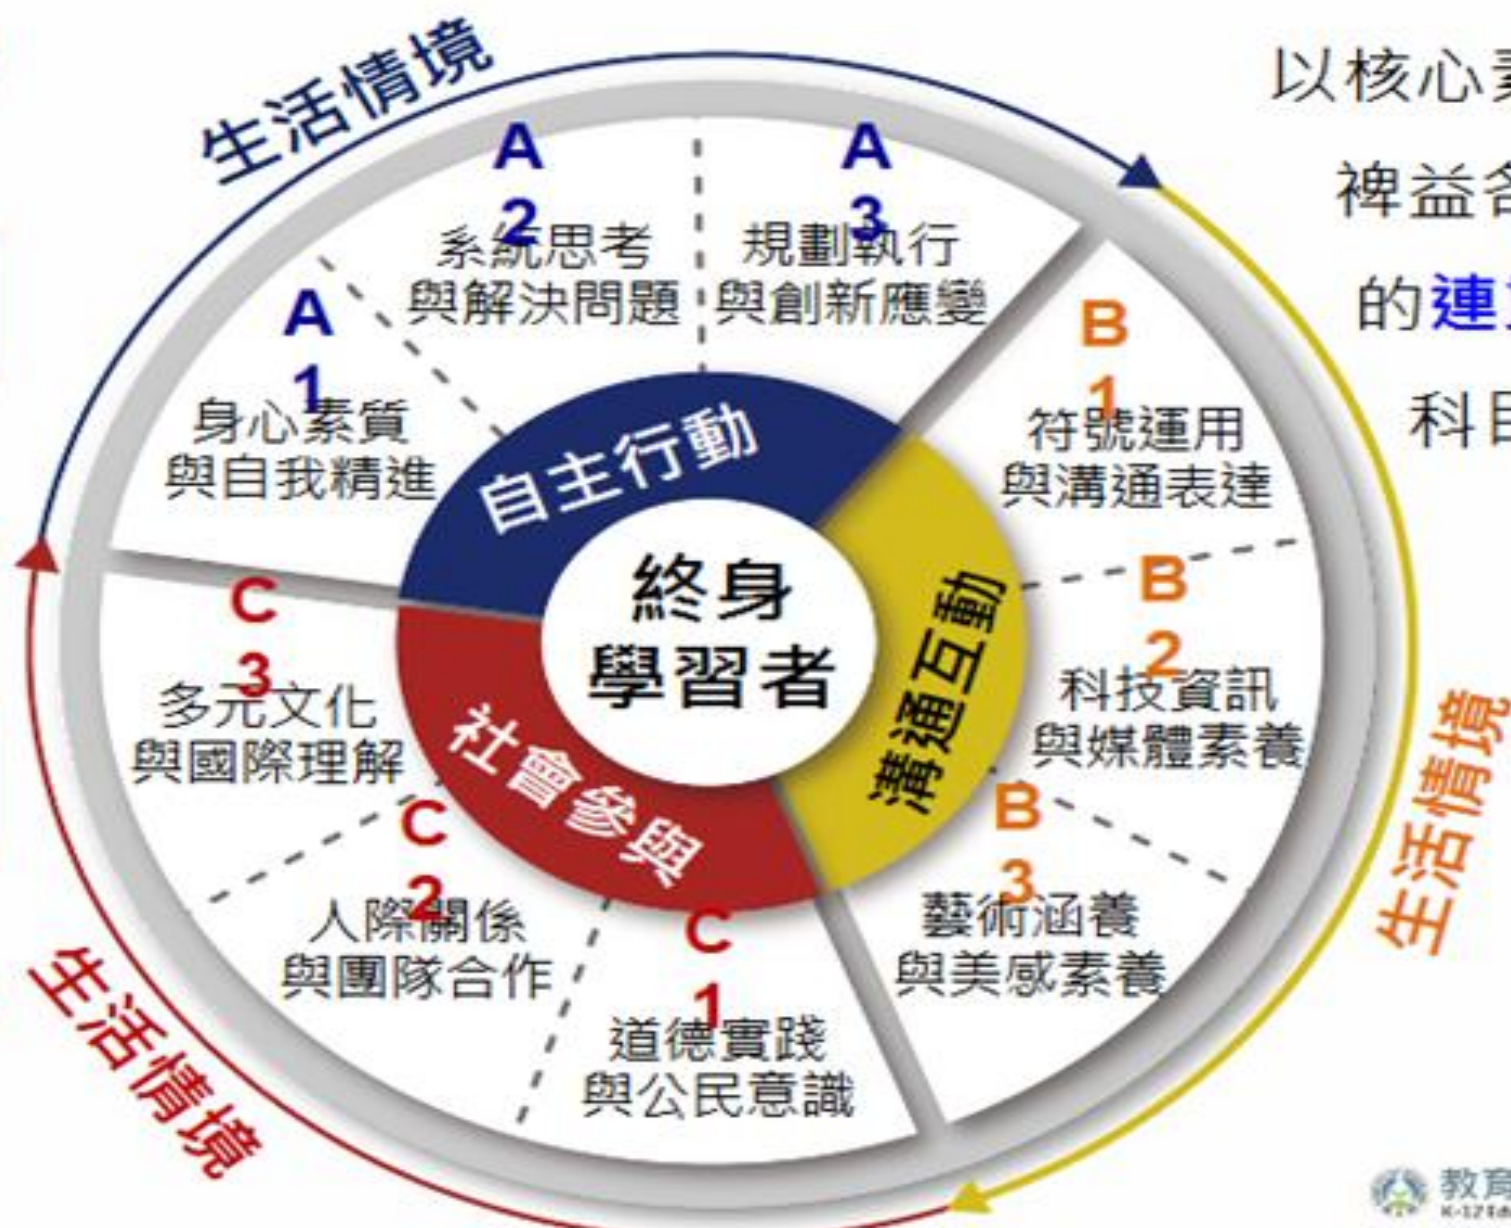 生活情境
A
2
系統思考
與解決問題
A
3
規劃執行
與創新應變
A
1
身心素質
與自我精進
B
1
符號運用
與溝通表達
B
2
科技資訊
與媒體素養
B
3
藝術涵養
與美感素養
C
3
多元文化
與國際理解
C
2
人際關係
與團隊合作
C
1
道德實踐
與公民意識
自主行動
溝通互動
社會參與
終身
學習者
生活情境
生活情境
以核心
裨益
的連
科
教育
K-12 Ed